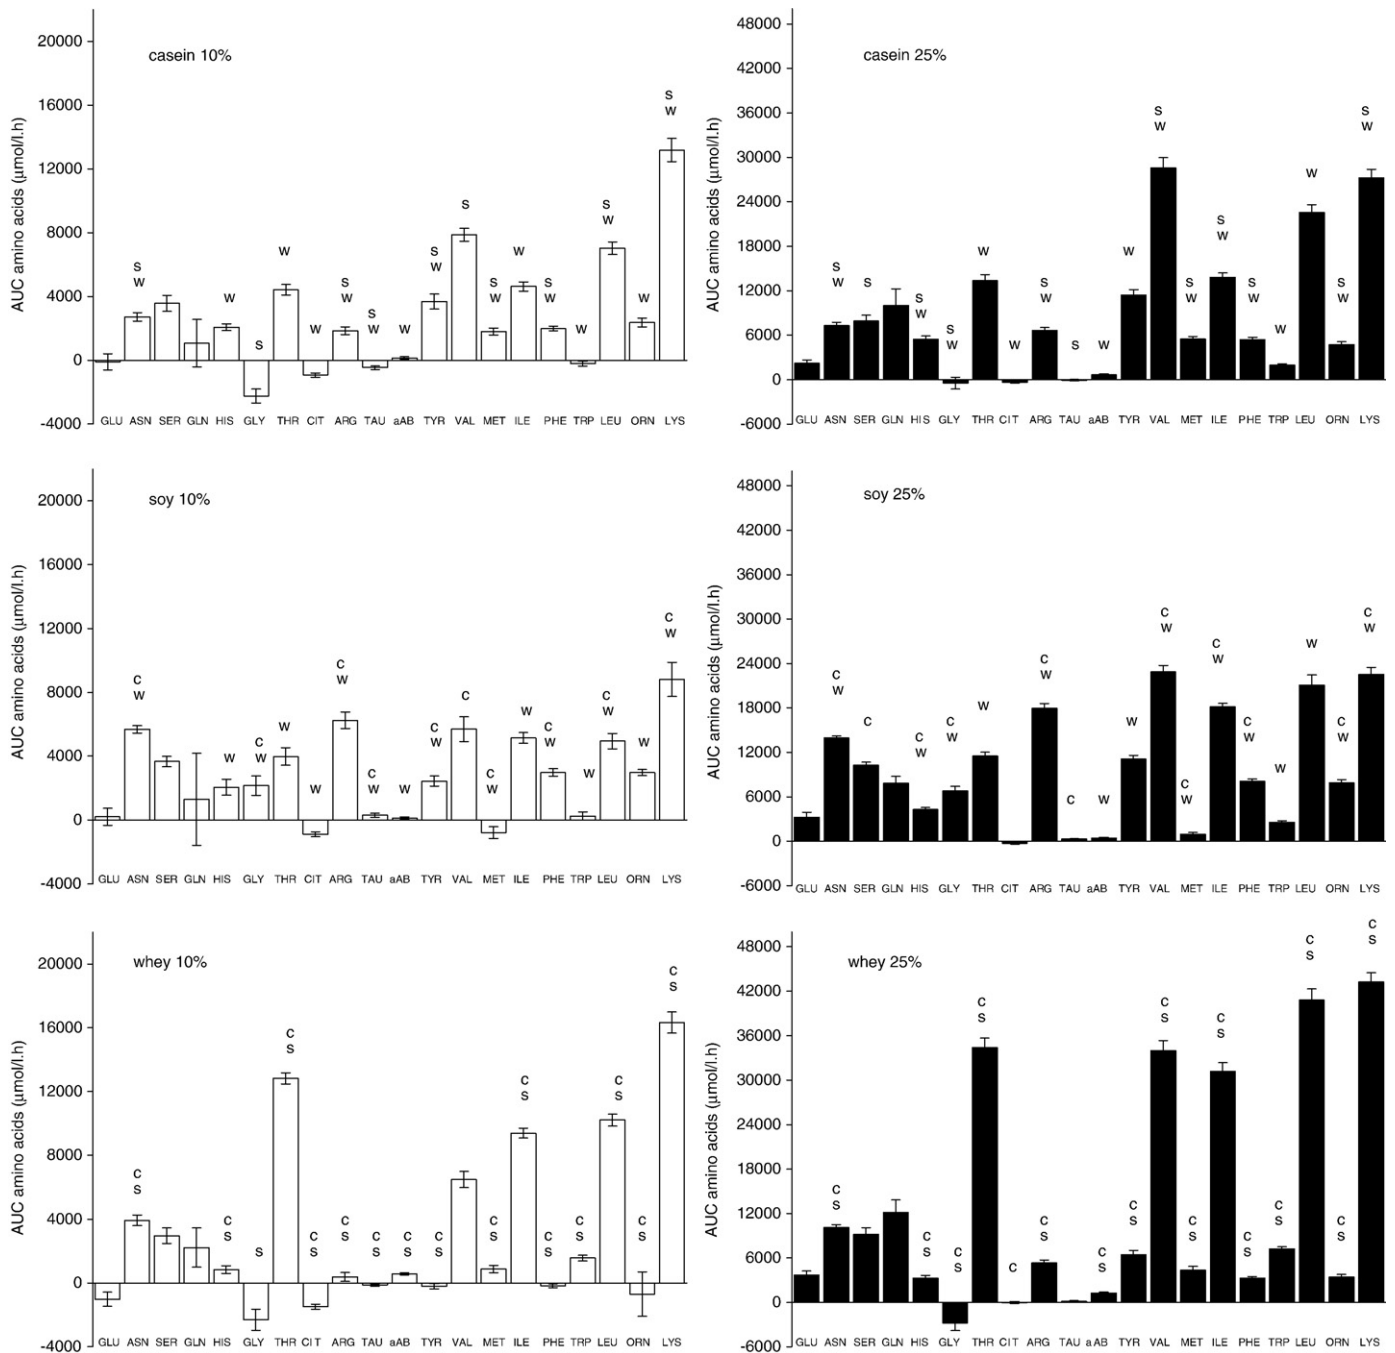 casein 10%
AUC amino acids (μmol/l.h)
20000
16000
12000
8000
4000
0
-4000
S
W
W
S
W
W
S
W
S
W
W
S
W
S
S
W
W
S
W
W
S
W
W
S
W
GLU ASN SER GLN HIS GLY THR CIT ARG TAU aAB TYR VAL MET ILE PHE TRP LEU ORN LYS
casein 25%
AUC amino acids (μmol/l.h)
48000
42000
36000
30000
24000
18000
12000
6000
0
-6000
S
W
S
S
W
S
W
W
W
S
W
S
W
W
S
W
S
W
S
W
S
W
W
W
S
W
S
W
GLU ASN SER GLN HIS GLY THR CIT ARG TAU aAB TYR VAL MET ILE PHE TRP LEU ORN LYS
soy 10%
AUC amino acids (μmol/l.h)
20000
16000
12000
8000
4000
0
-4000
C
W
W
C
W
W
W
C
W
C
W
W
C
W
C
C
W
W
C
W
W
C
W
W
C
W
GLU ASN SER GLN HIS GLY THR CIT ARG TAU aAB TYR VAL MET ILE PHE TRP LEU ORN LYS
soy 25%
AUC amino acids (μmol/l.h)
48000
42000
36000
30000
24000
18000
12000
6000
0
-6000
C
W
C
C
W
C
W
W
C
W
C
W
W
C
W
C
W
C
W
C
W
W
W
C
W
C
W
GLU ASN SER GLN HIS GLY THR CIT ARG TAU aAB TYR VAL MET ILE PHE TRP LEU ORN LYS
whey 10%
AUC amino acids (μmol/l.h)
20000
16000
12000
8000
4000
0
-4000
C
S
C
S
S
C
S
C
S
C
S
C
S
C
S
C
S
C
S
C
S
C
S
C
S
C
S
C
S
C
S
GLU ASN SER GLN HIS GLY THR CIT ARG TAU aAB TYR VAL MET ILE PHE TRP LEU ORN LYS
whey 25%
AUC amino acids (μmol/l.h)
48000
42000
36000
30000
24000
18000
12000
6000
0
-6000
C
S
C
S
C
S
C
S
C
C
S
C
S
C
S
C
S
C
S
C
S
C
S
C
S
C
S
C
S
C
S
GLU ASN SER GLN HIS GLY THR CIT ARG TAU aAB TYR VAL MET ILE PHE TRP LEU ORN LYS